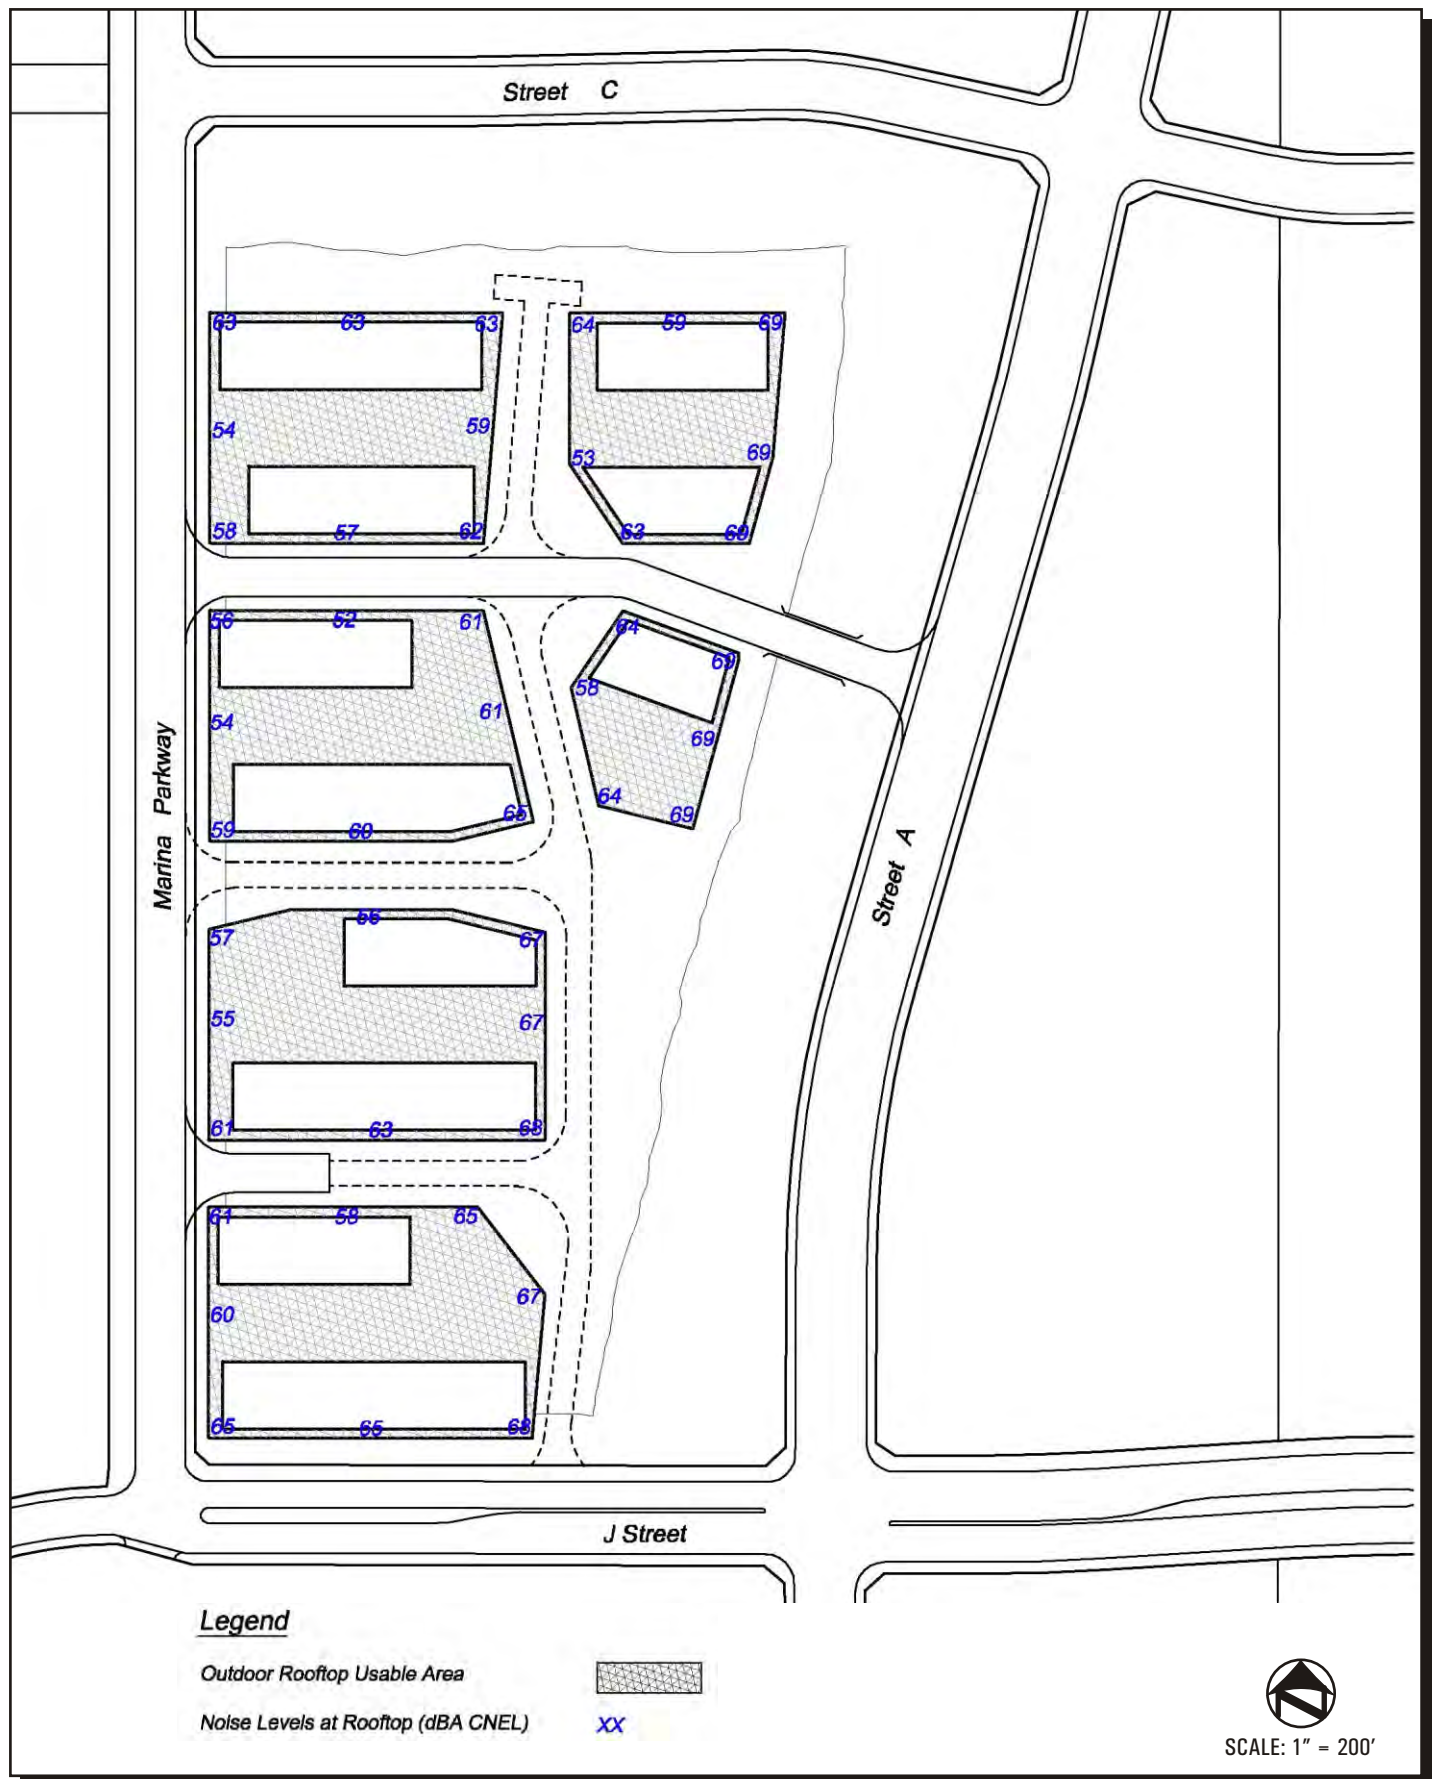 Street C
63 63 63 64 59 69
54 59 53 69
58 57 62 63 69
56 52 61 64 69
58
54 61 69
64 69
59 60 65
Marina Parkway
Street A
57 56 67
55 67
61 63 68
61 58 65
67
60
65 65 68
J Street
Legend
Outdoor Rooftop Usable Area
Noise Levels at Rooftop (dBA CNEL) XX
SCALE: 1" = 200'